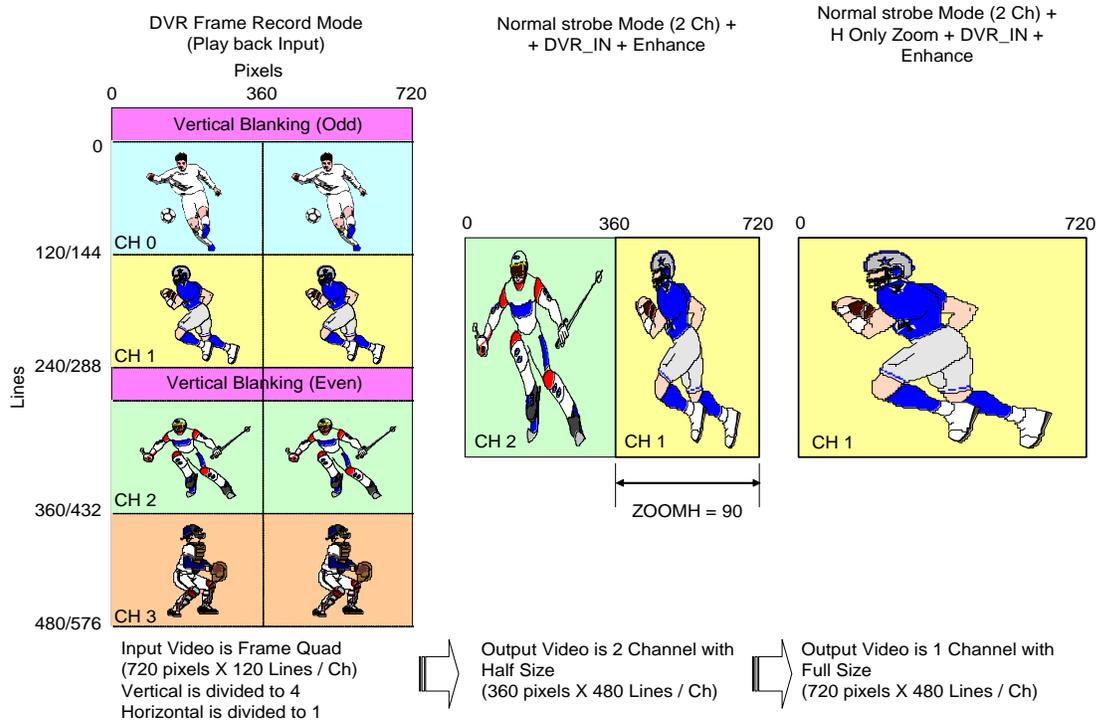 DVR Frame Record Mode
(Play back Input)
Pixels
0 360 720
Vertical Blanking (Odd)
0
CH 0
120/144
CH 1
240/288
Vertical Blanking (Even)
Lines
CH 2
360/432
CH 3
480/576
Input Video is Frame Quad
(720 pixels X 120 Lines / Ch)
Vertical is divided to 4
Horizontal is divided to 1
Normal strobe Mode (2 Ch) +
+ DVR_IN + Enhance
0 360 720
CH 2 CH 1
ZOOMH = 90
Output Video is 2 Channel with
Half Size
(360 pixels X 480 Lines / Ch)
Normal strobe Mode (2 Ch) +
H Only Zoom + DVR_IN +
Enhance
0 720
CH 1
Output Video is 1 Channel with
Full Size
(720 pixels X 480 Lines / Ch)